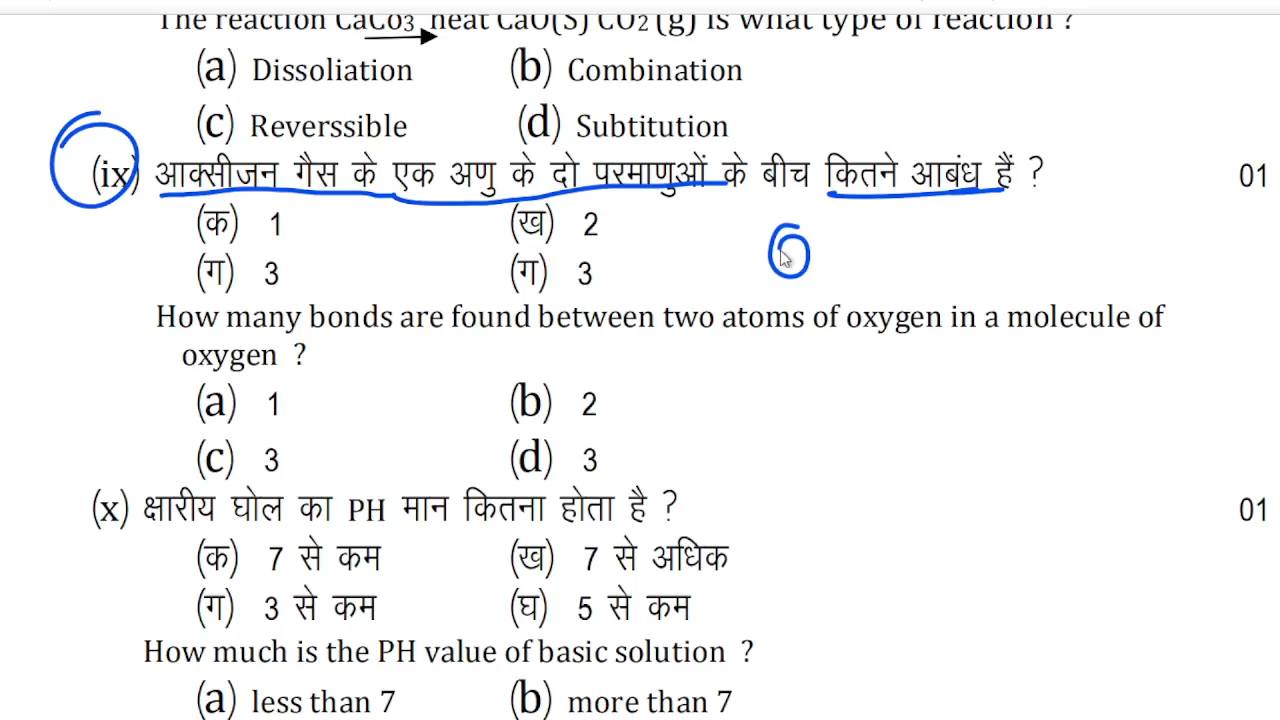 The reaction CaCo3 heat CaO(S) CO2 (g) is what type of reaction ?
(a) Dissoliation (b) Combination
(c) Reverssible (d) Subtitution
(ix) आक्सीजन गैस के एक अणु के दो परमाणुओं के बीच कितने आबंध हैं ? 01
(क) 1 (ख) 2
(ग) 3 (ग) 3
How many bonds are found between two atoms of oxygen in a molecule of
oxygen ?
(a) 1 (b) 2
(c) 3 (d) 3
(x) क्षारीय घोल का PH मान कितना होता है ? 01
(क) 7 से कम (ख) 7 से अधिक
(ग) 3 से कम (घ) 5 से कम
How much is the PH value of basic solution ?
(a) less than 7 (b) more than 7